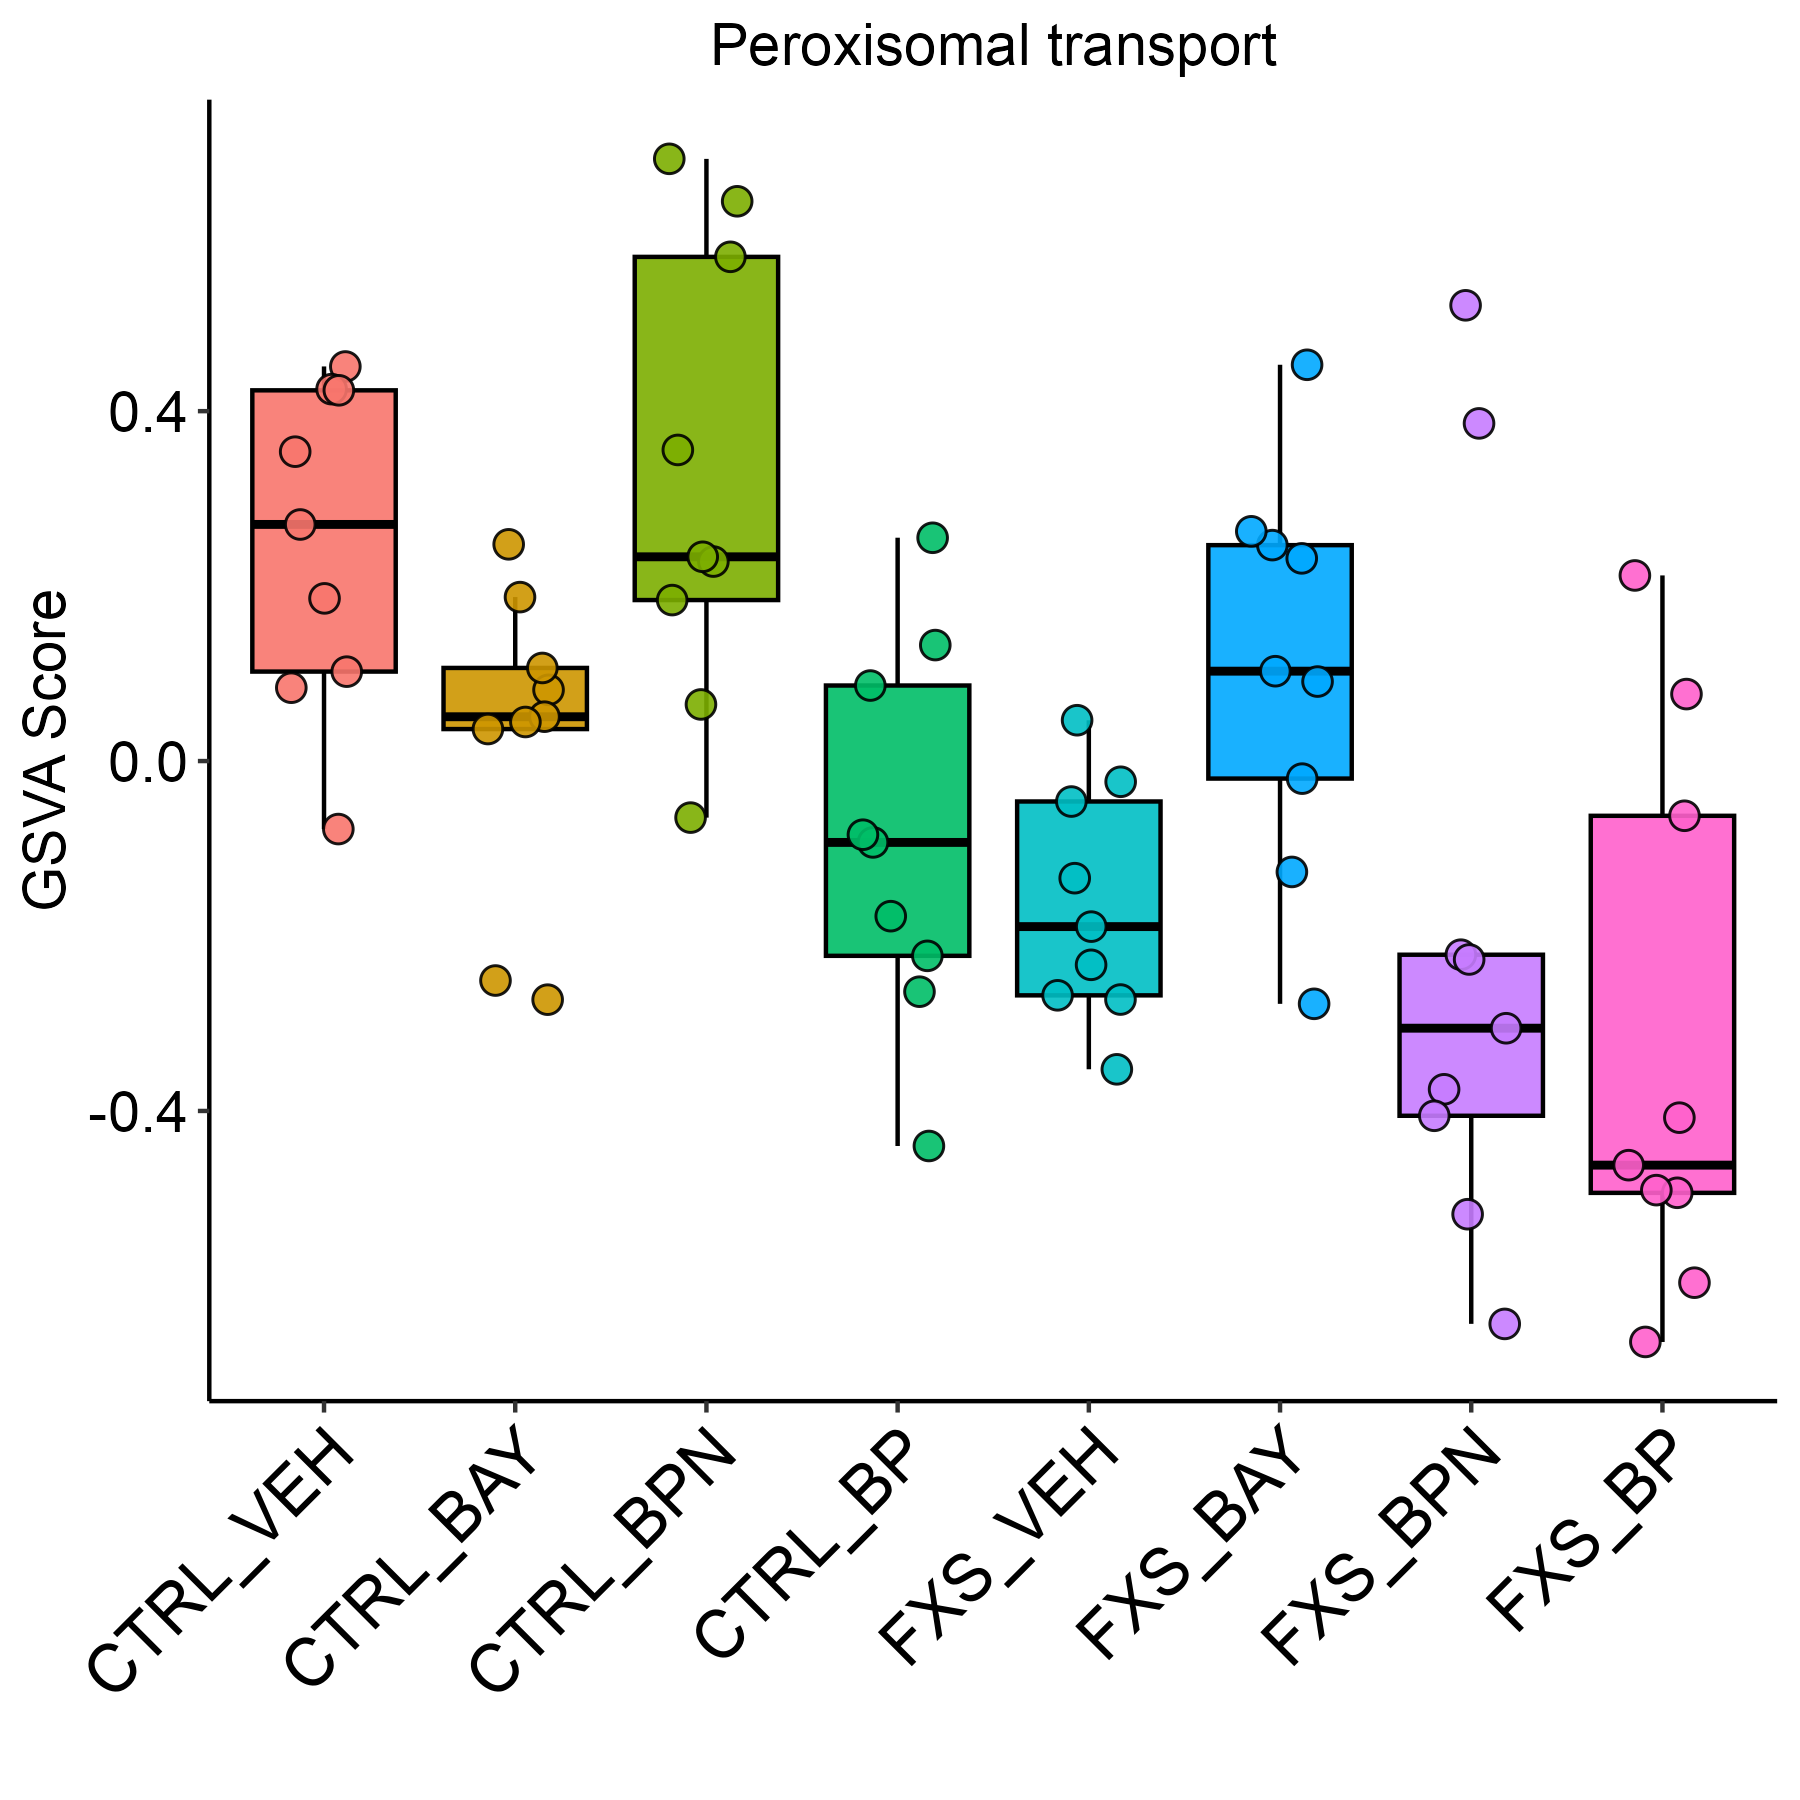 Peroxisomal transport
GSVA Score
0.4
0.0
-0.4
CTRL_VEH
CTRL_BAY
CTRL_BPN
CTRL_BP
FXS_VEH
FXS_BAY
FXS_BPN
FXS_BP